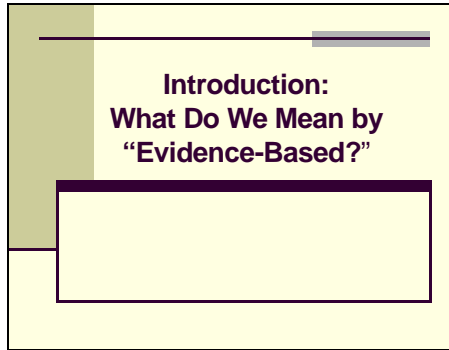 Introduction:
What Do We Mean by
“Evidence-Based?”